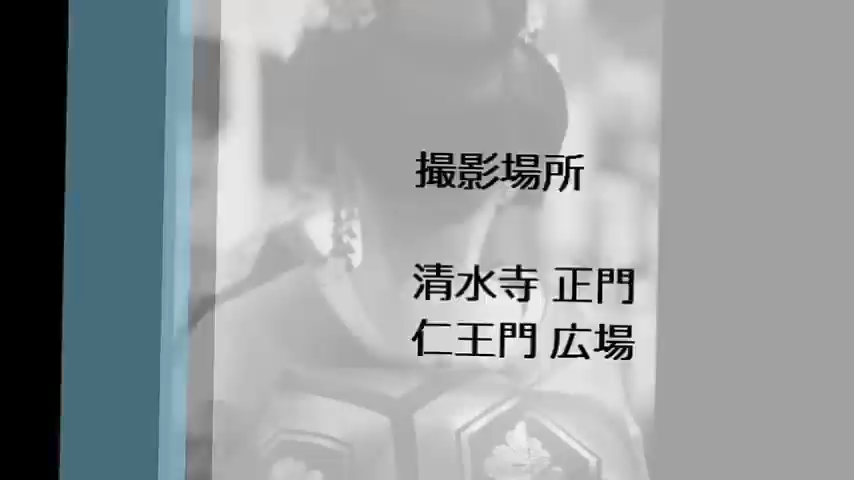 撮影場所
清水寺 正門
仁王門 広場